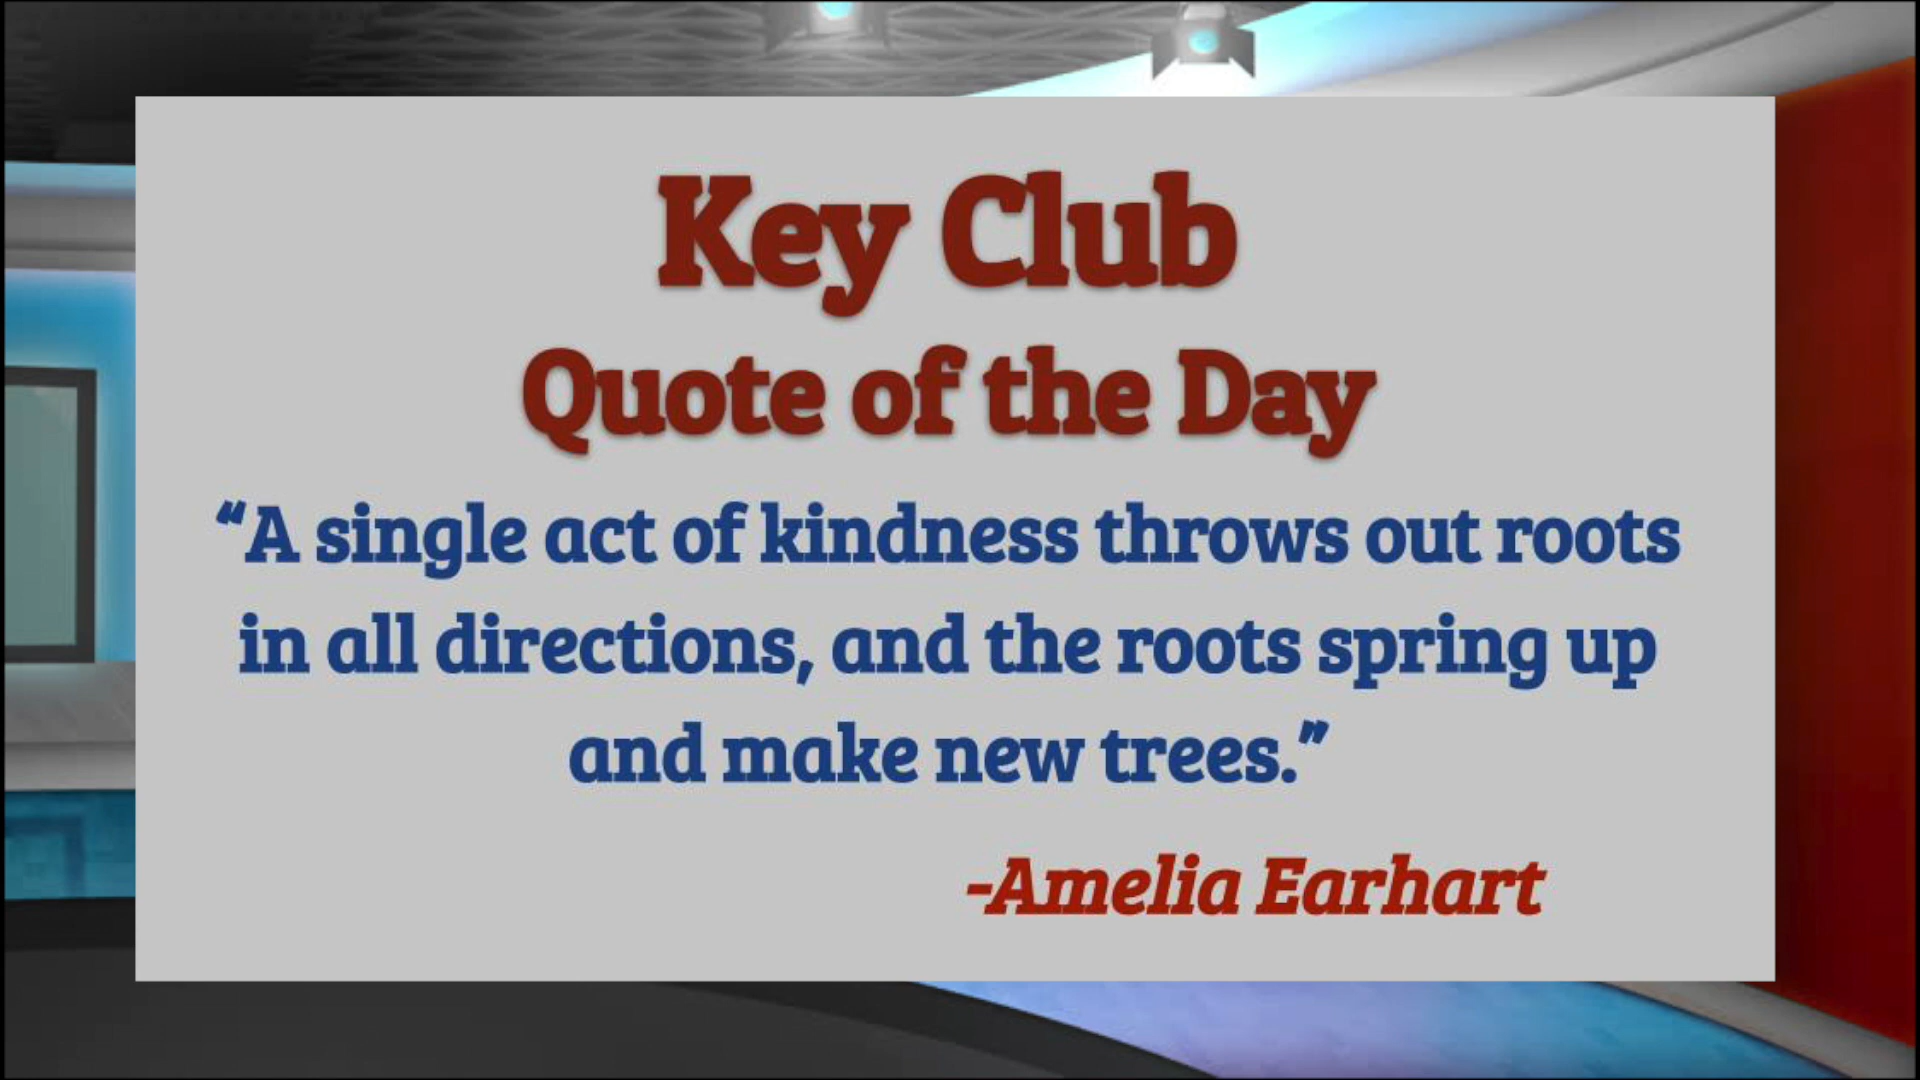 Key Club
Quote of the Day
“A single act of kindness throws out roots
in all directions, and the roots spring up
and make new trees.”
-Amelia Earhart